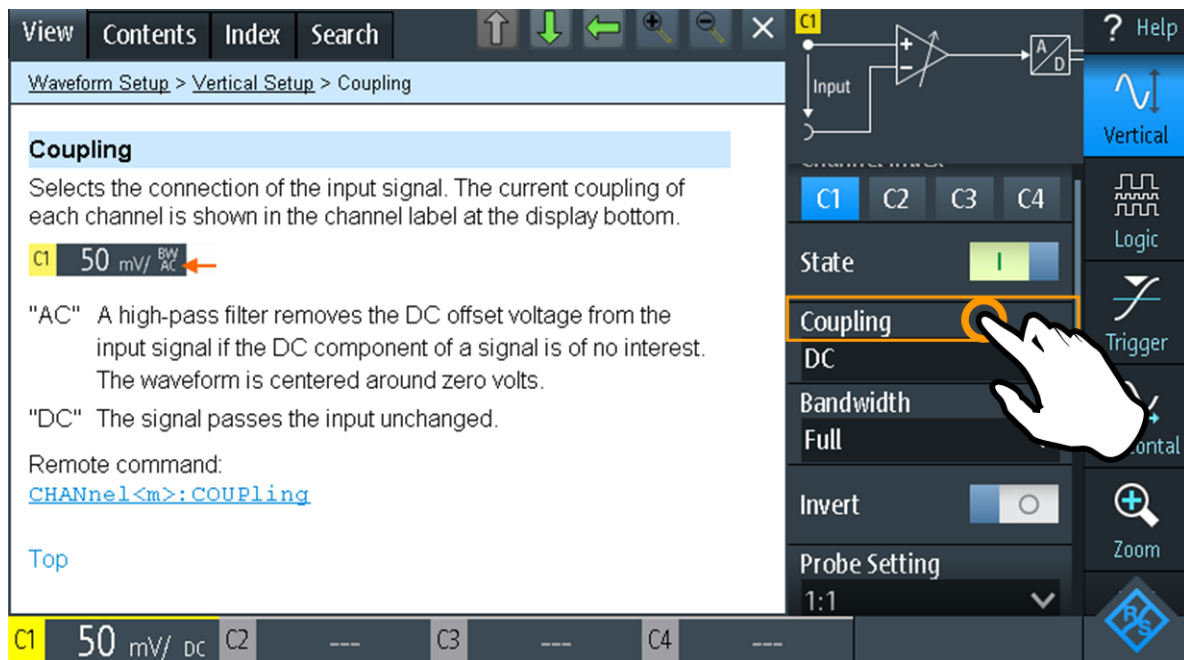 View Contents Index Search
Waveform Setup > Vertical Setup > Coupling
Coupling
Selects the connection of the input signal. The current coupling of
each channel is shown in the channel label at the display bottom.
C1 50 mV/ BW AC
"AC" A high-pass filter removes the DC offset voltage from the
input signal if the DC component of a signal is of no interest.
The waveform is centered around zero volts.
"DC" The signal passes the input unchanged.
Remote command:
CHANnel<m>:COUPling
Top
C1
+
-
A/D
Input
C1 C2 C3 C4
State
I
Coupling
DC
Bandwidth
Full
Invert
Probe Setting
1:1
? Help
Vertical
Logic
Trigger
ontal
Zoom
R&S
C1 50 mV/ DC C2 --- C3 --- C4 ---